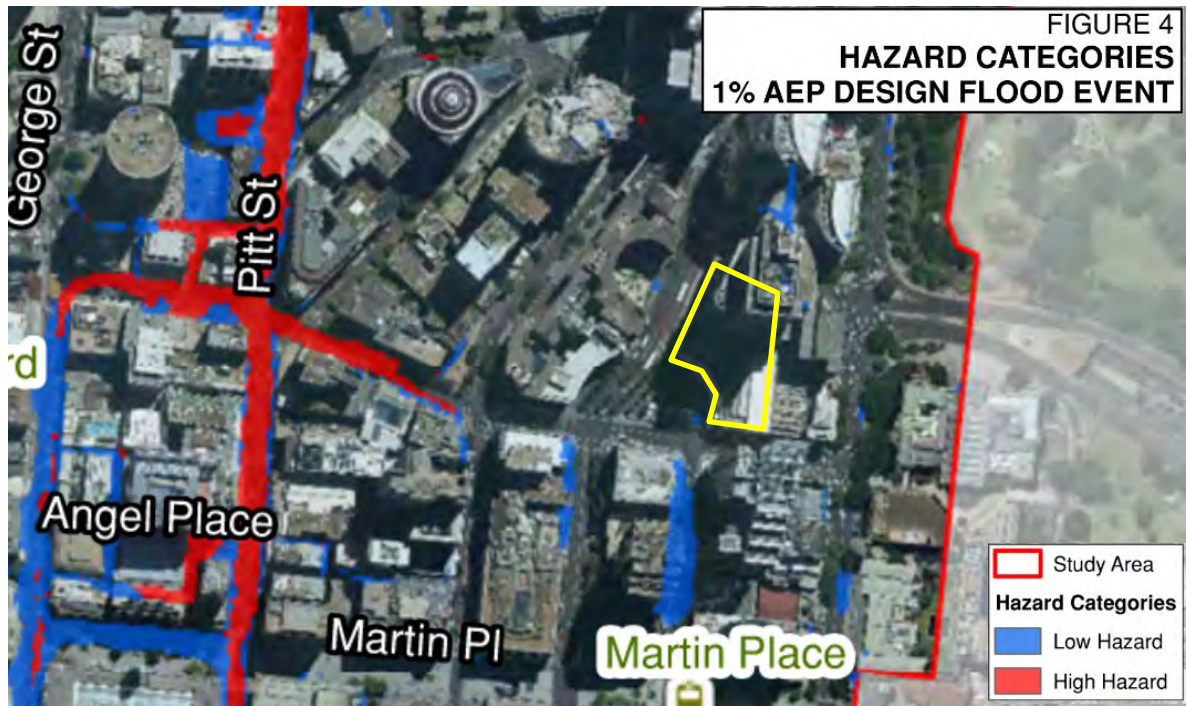 FIGURE 4
HAZARD CATEGORIES
1% AEP DESIGN FLOOD EVENT
George St
Pitt St
rd
Angel Place
Martin Pl
Martin Place
Study Area
Hazard Categories
Low Hazard
High Hazard